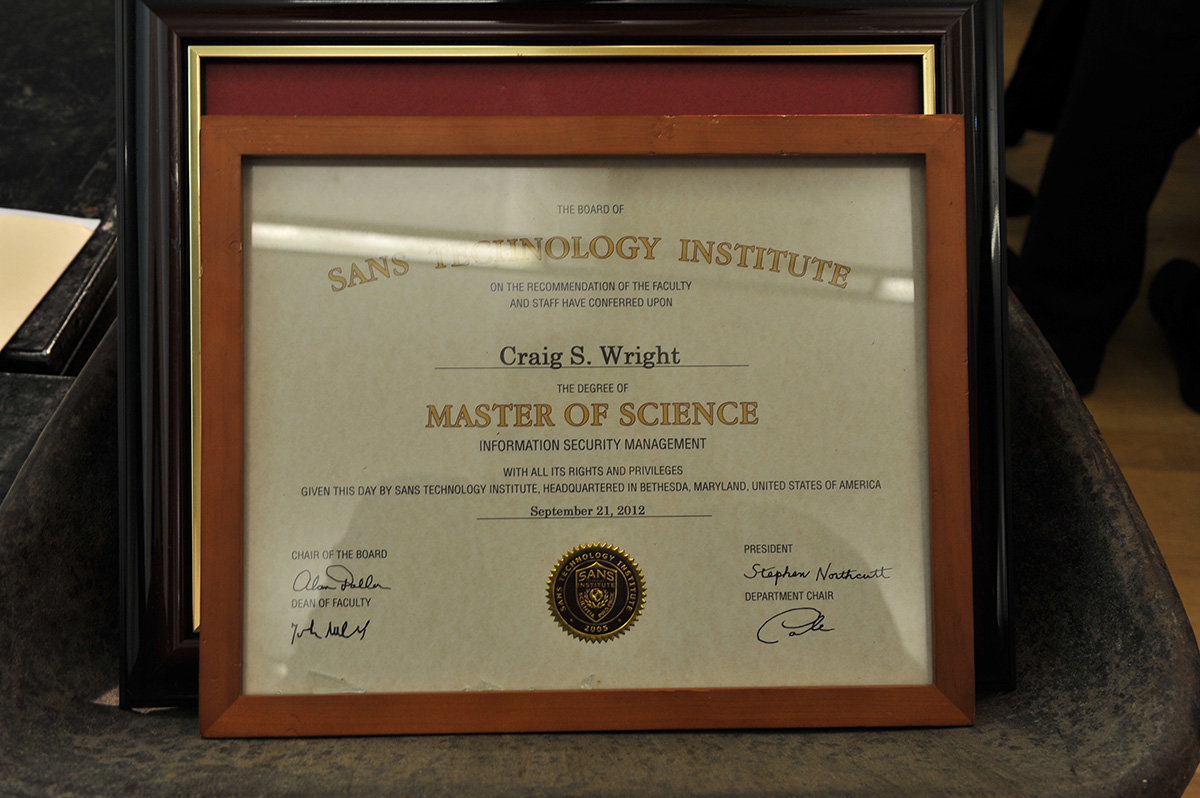 THE BOARD OF
SANS TECHNOLOGY INSTITUTE
ON THE RECOMMENDATION OF THE FACULTY
AND STAFF HAVE CONFERRED UPON
Craig S. Wright
THE DEGREE OF
MASTER OF SCIENCE
INFORMATION SECURITY MANAGEMENT
WITH ALL ITS RIGHTS AND PRIVILEGES
GIVEN THIS DAY BY SANS TECHNOLOGY INSTITUTE, HEADQUARTERED IN BETHESDA, MARYLAND, UNITED STATES OF AMERICA
September 21, 2012
CHAIR OF THE BOARD
DEAN OF FACULTY
SANS TECHNOLOGY INSTITUTE
SANS
INSTITUTE
2005
PRESIDENT
Stephen Northcutt
DEPARTMENT CHAIR